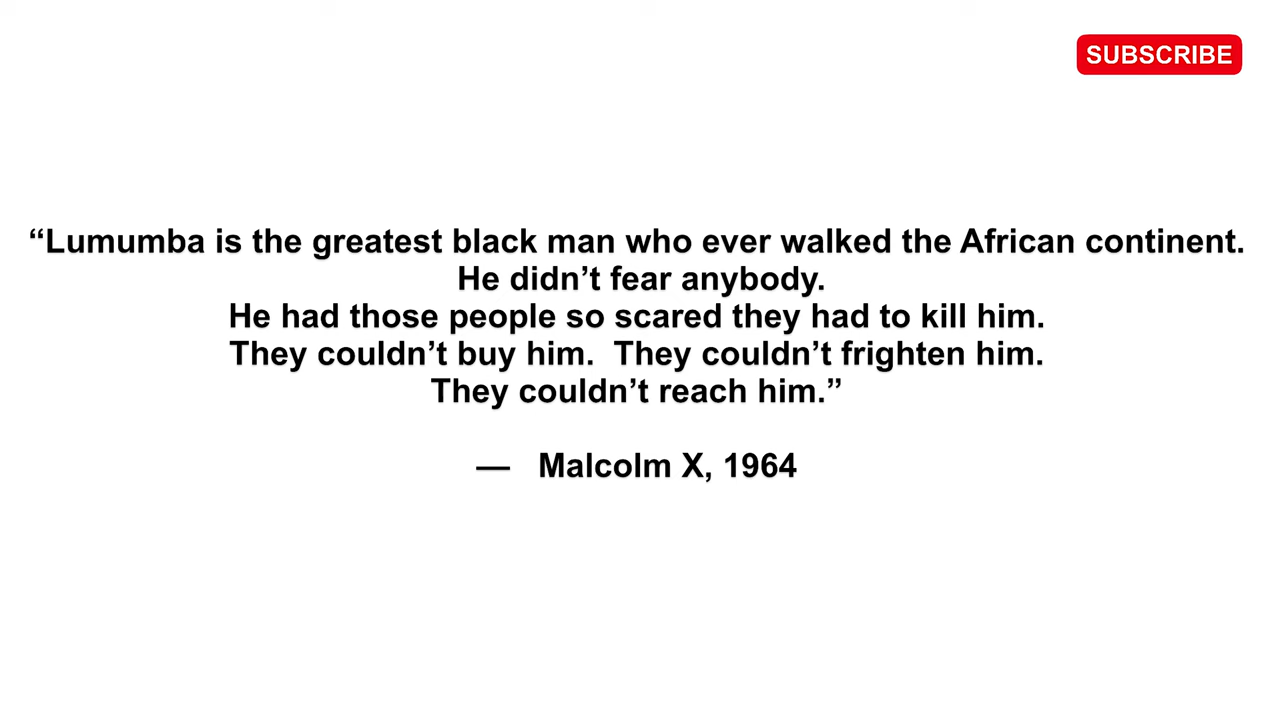 SUBSCRIBE
“Lumumba is the greatest black man who ever walked the African continent.
He didn’t fear anybody.
He had those people so scared they had to kill him.
They couldn’t buy him.  They couldn’t frighten him.
They couldn’t reach him.”
—   Malcolm X, 1964